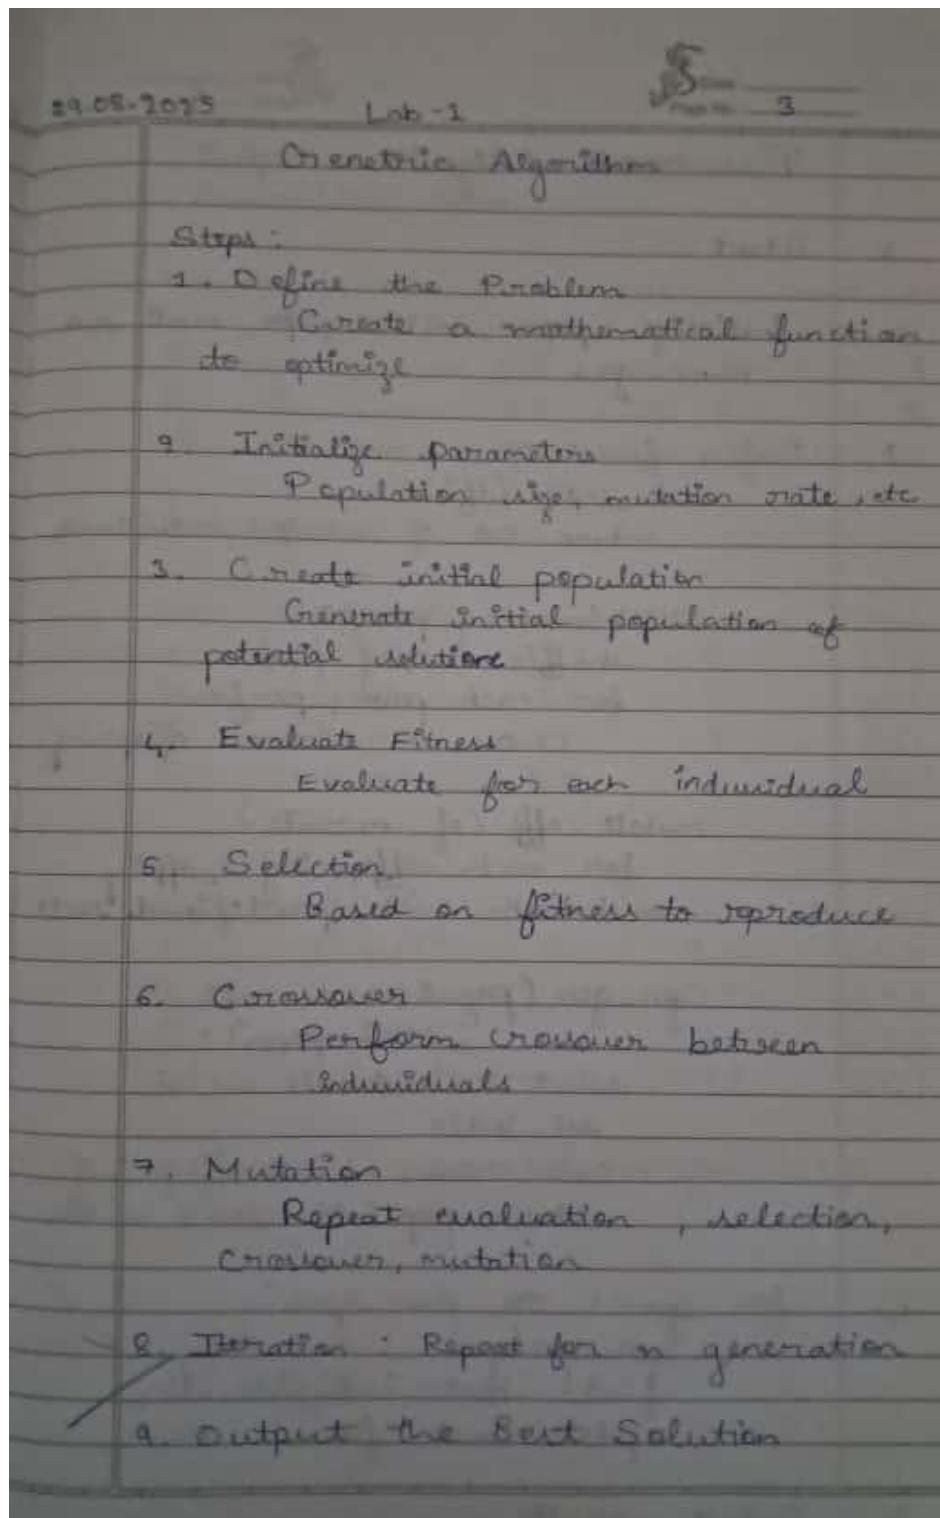 29.08.2025
Lab-1
3
Genetric Algorithm
Steps:
1. Define the Problem
Create a mathematical function
to optimize
2. Initialize parameters
Population size, mutation rate, etc
3. Create initial population
Generate initial population of
potential solutions
4. Evaluate Fitness
Evaluate for each individual
5. Selection
Based on fitness to reproduce
6. Crossover
Perform crossover between
individuals
7. Mutation
Repeat evaluation, selection,
crossover, mutation
8. Iteration: Repeat for n generation
9. Output the Best Solution